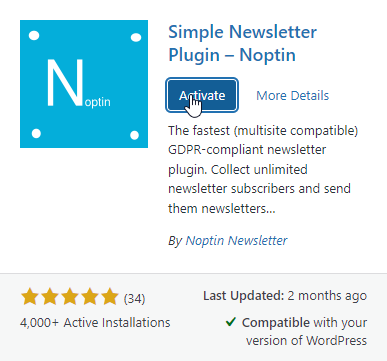 Simple Newsletter
Plugin – Noptin
Noptin
Activate
More Details
The fastest (multisite compatible)
GDPR-compliant newsletter
plugin. Collect unlimited
newsletter subscribers and send
them newsletters...
By Noptin Newsletter
(34)
4,000+ Active Installations
Last Updated: 2 months ago
Compatible with your
version of WordPress